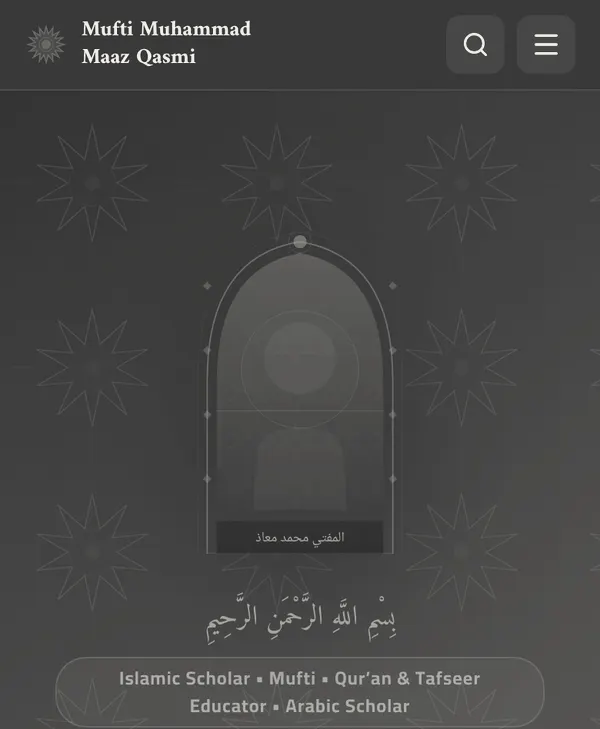 Mufti Muhammad
Maaz Qasmi
المفتي محمد معاذ
بِسْمِ اللَّهِ الرَّحْمَنِ الرَّحِيمِ
Islamic Scholar • Mufti • Qur'an & Tafseer
Educator • Arabic Scholar